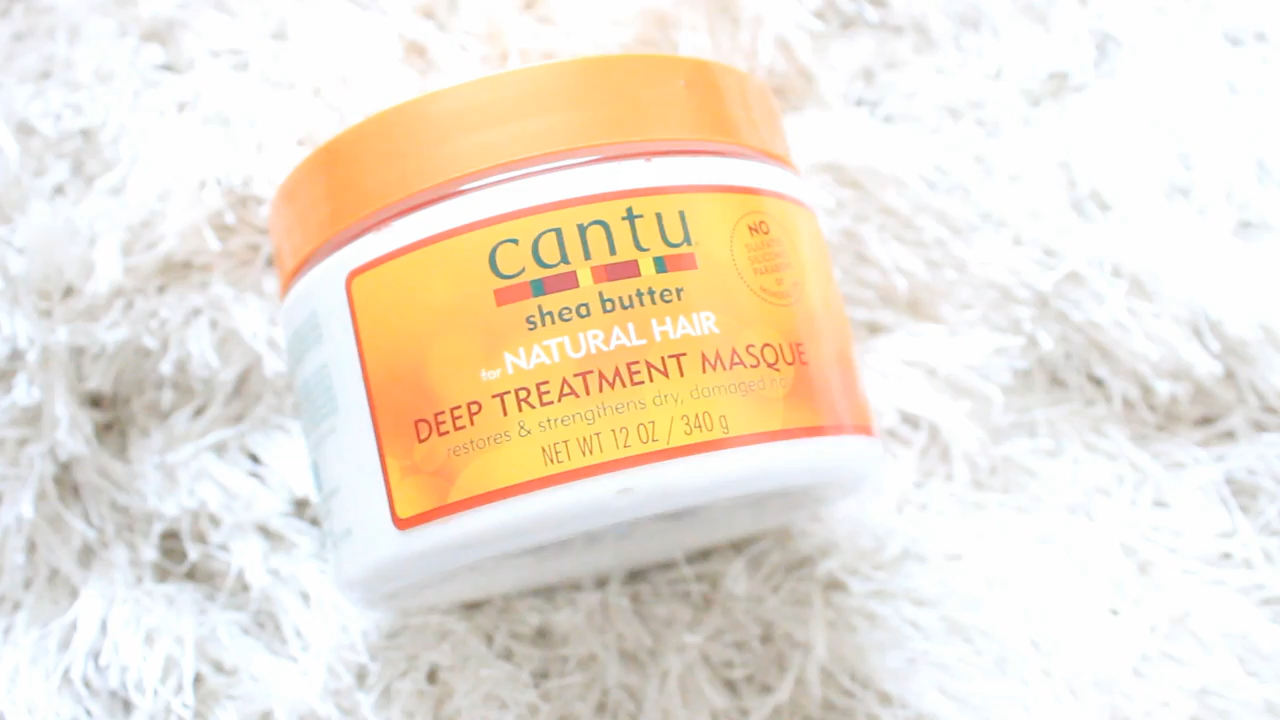 cantu
shea butter
for NATURAL HAIR
DEEP TREATMENT MASQUE
restores & strengthens dry, damaged
NET WT 12 OZ / 340 g
NO